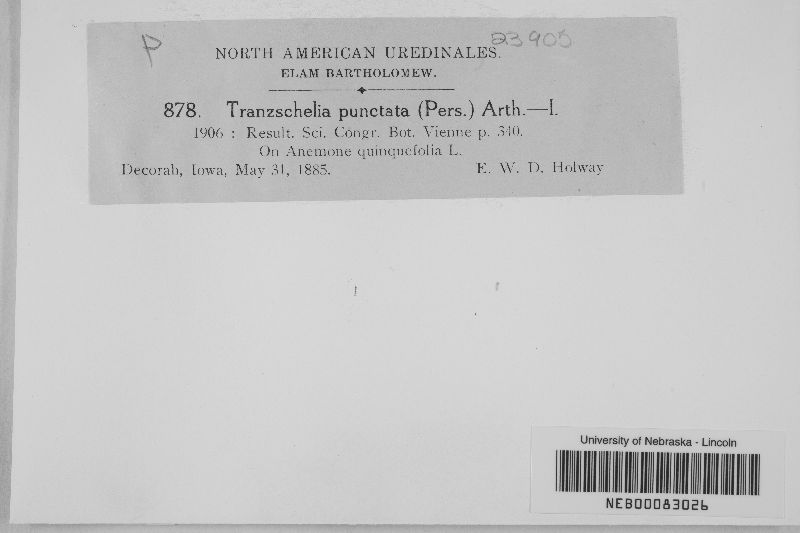 P
23905
NORTH AMERICAN UREDINALES.
ELAM BARTHOLOMEW.
878. Tranzschelia punctata (Pers.) Arth.—I.
1906 : Result. Sci. Congr. Bot. Vienne p. 340.
On Anemone quinquefolia L.
Decorah, Iowa, May 31, 1885. E. W. D. Holway
University of Nebraska - Lincoln
NEB00083026